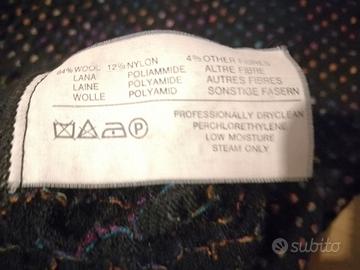 84% WOOL 12% NYLON 4% OTHER FIBRES
LANA POLIAMMIDE ALTRE FIBRE
LAINE POLYAMIDE AUTRES FIBRES
WOLLE POLYAMID SONSTIGE FASERN
P
PROFESSIONALLY DRYCLEAN
PERCHLORETHYLENE
LOW MOISTURE
STEAM ONLY
subito